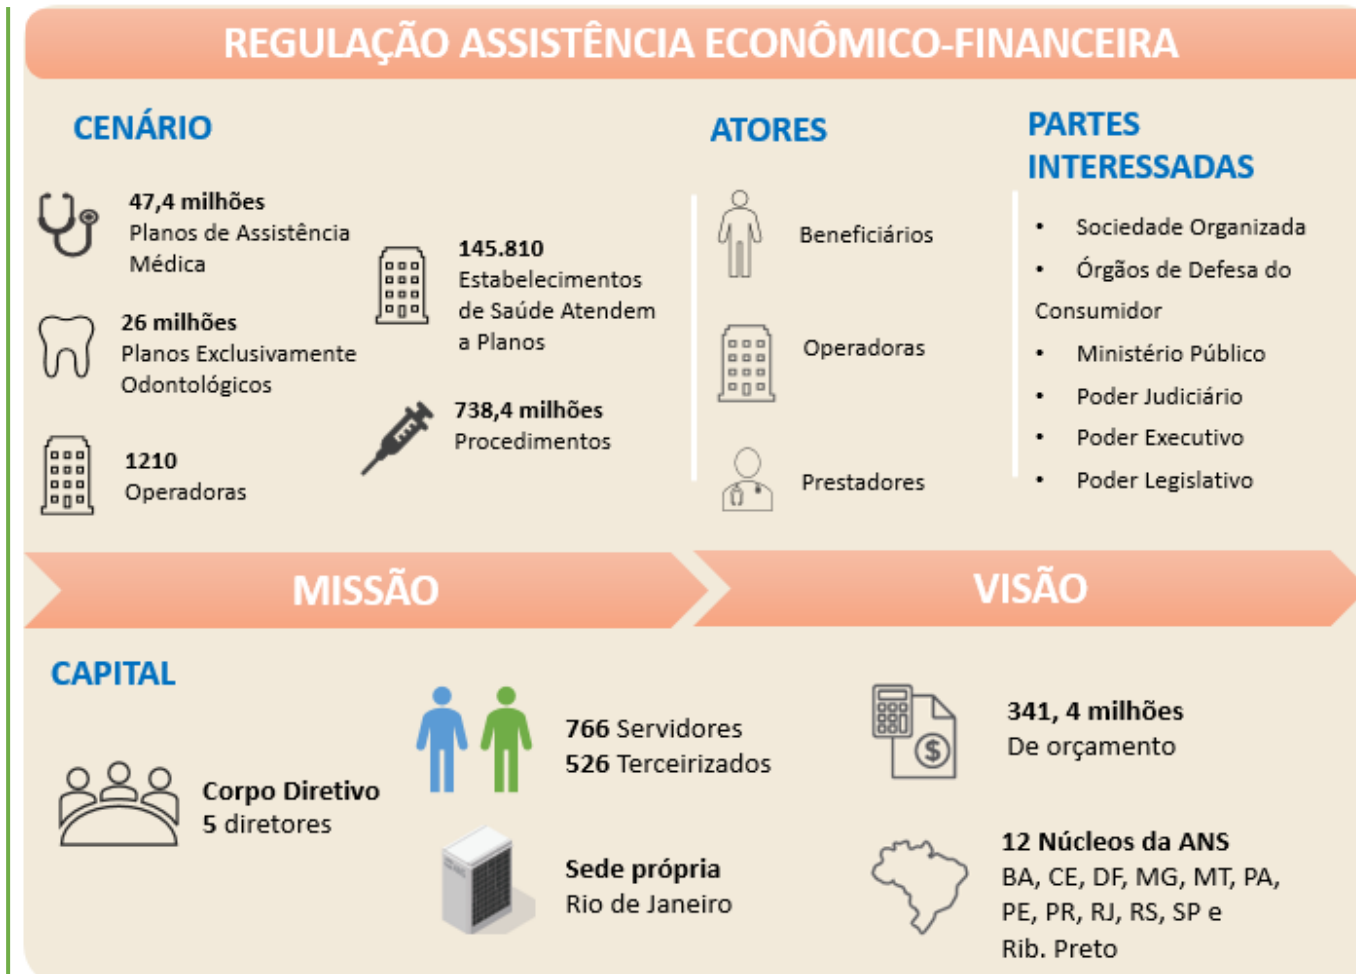 REGULAÇÃO ASSISTÊNCIA ECONÔMICO-FINANCEIRA
CENÁRIO
47,4 milhões
Planos de Assistência
Médica
26 milhões
Planos Exclusivamente
Odontológicos
1210
Operadoras
145.810
Estabelecimentos
de Saúde Atendem
a Planos
738,4 milhões
Procedimentos
ATORES
Beneficiários
Operadoras
Prestadores
PARTES
INTERESSADAS
• Sociedade Organizada
• Órgãos de Defesa do
Consumidor
• Ministério Público
• Poder Judiciário
• Poder Executivo
• Poder Legislativo
MISSÃO
VISÃO
CAPITAL
Corpo Diretivo
5 diretores
766 Servidores
526 Terceirizados
Sede própria
Rio de Janeiro
341, 4 milhões
De orçamento
12 Núcleos da ANS
BA, CE, DF, MG, MT, PA,
PE, PR, RJ, RS, SP e
Rib. Preto